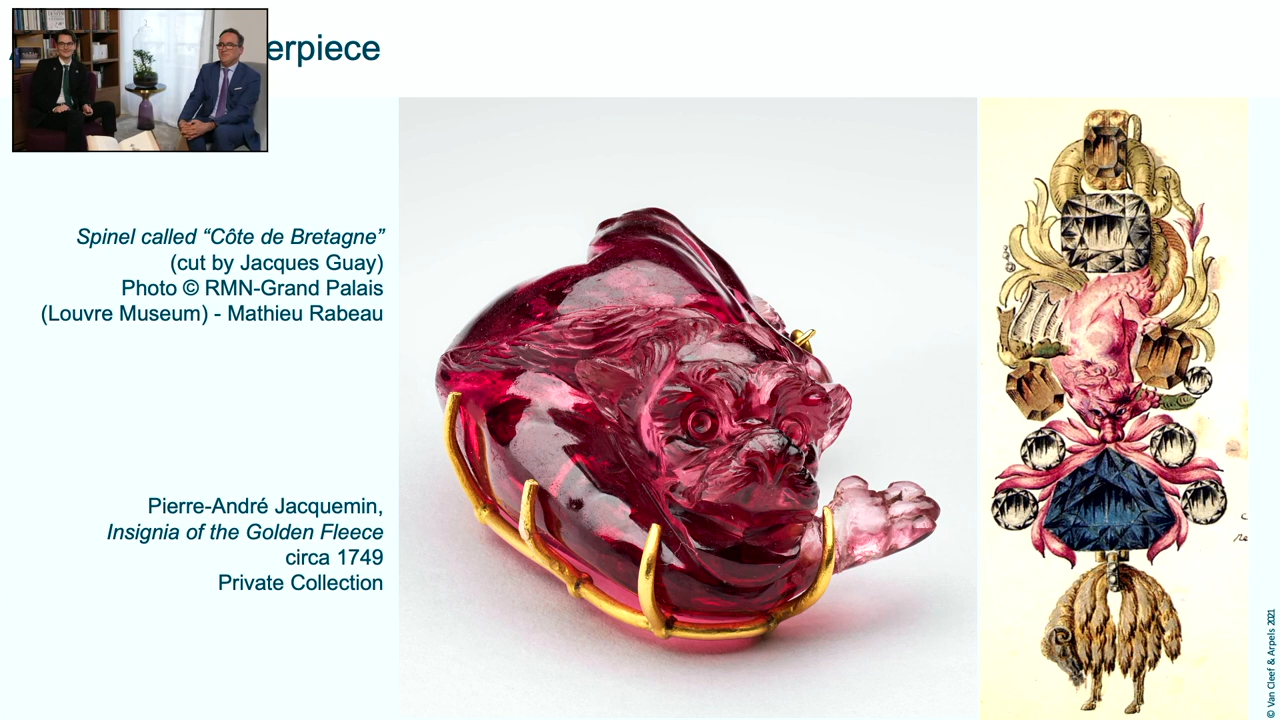 erpiece
Spinel called “Côte de Bretagne”
(cut by Jacques Guay)
Photo © RMN-Grand Palais
(Louvre Museum) - Mathieu Rabeau
Pierre-André Jacquemin,
Insignia of the Golden Fleece
circa 1749
Private Collection
© Van Cleef & Arpels 2021